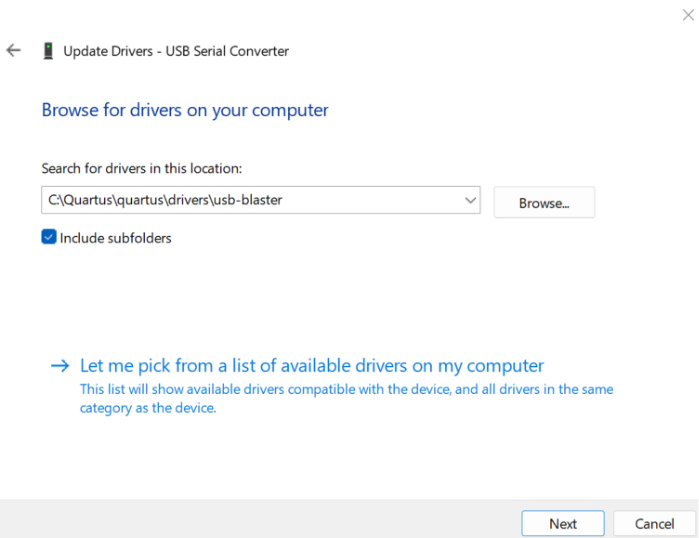 Update Drivers - USB Serial Converter
Browse for drivers on your computer
Search for drivers in this location:
C:\Quartus\quartus\drivers\usb-blaster
Browse...
Include subfolders
Let me pick from a list of available drivers on my computer
This list will show available drivers compatible with the device, and all drivers in the same
category as the device.
Next
Cancel